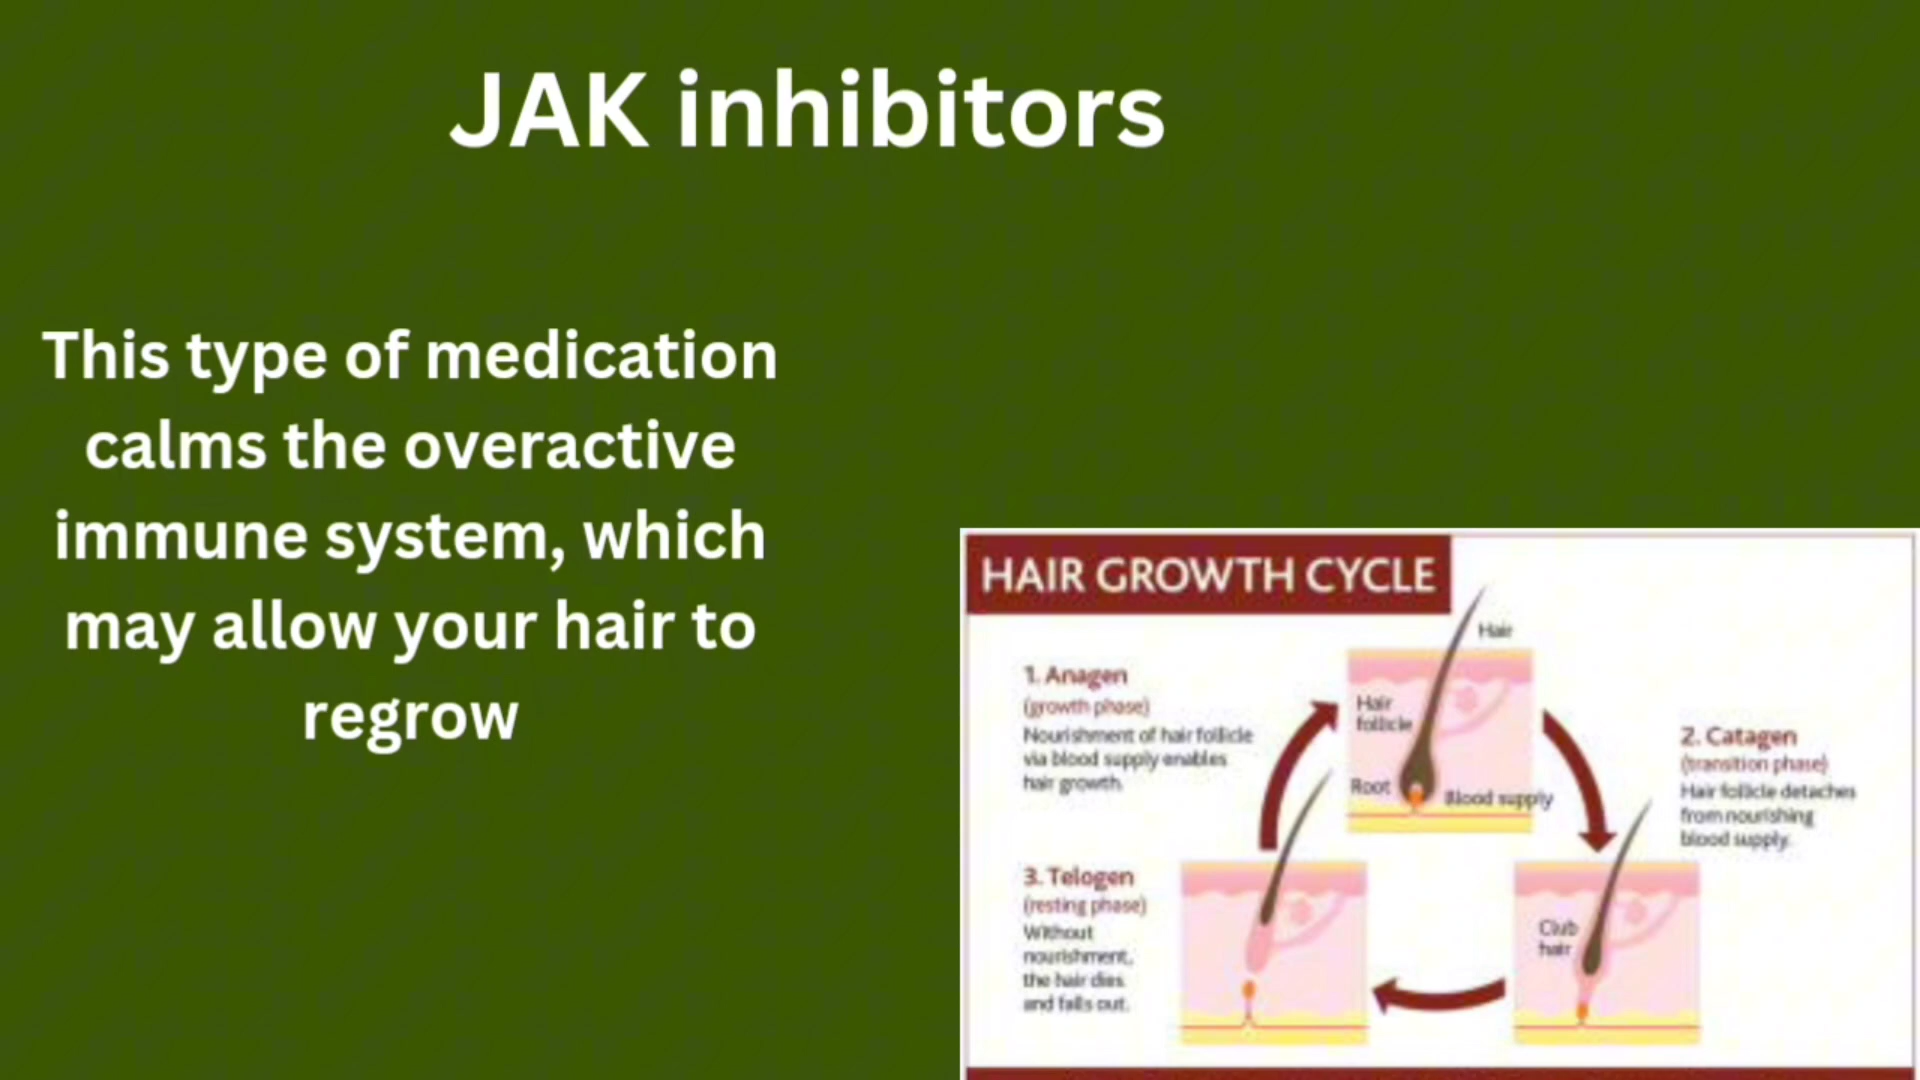 JAK inhibitors
This type of medication
calms the overactive
immune system, which
may allow your hair to
regrow
HAIR GROWTH CYCLE
Hair
1. Anagen
(growth phase)
Nourishment of hair follicle
via blood supply enables
hair growth.
Hair
follicle
Root
Blood supply
2. Catagen
(transition phase)
Hair follicle detaches
from nourishing
blood supply.
3. Telogen
(resting phase)
Without
nourishment,
the hair dies
and falls out.
Club
hair